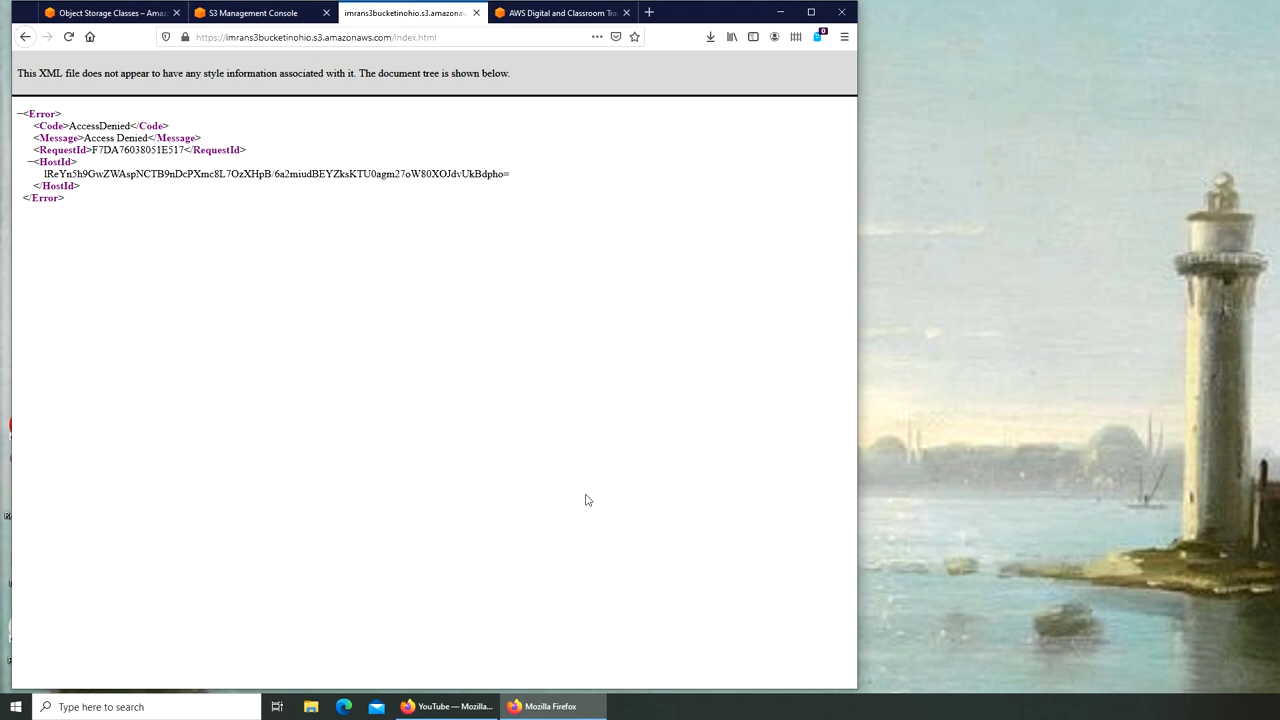 Object Storage Classes – Amaz
S3 Management Console
imrans3bucketinohio.s3.amazonaw
AWS Digital and Classroom Tra
https://imrans3bucketinohio.s3.amazonaws.com/index.html
0
This XML file does not appear to have any style information associated with it. The document tree is shown below.
−<Error>
<Code>AccessDenied</Code>
<Message>Access Denied</Message>
<RequestId>F7DA76038051E517</RequestId>
−<HostId>
lReYn5h9GwZWAspNCTB9nDcPXmc8L7OzXHpB/6a2miudBEYZksKTU0agm27oW80XOJdvUkBdpho=
</HostId>
</Error>
Type here to search
YouTube — Mozilla...
Mozilla Firefox